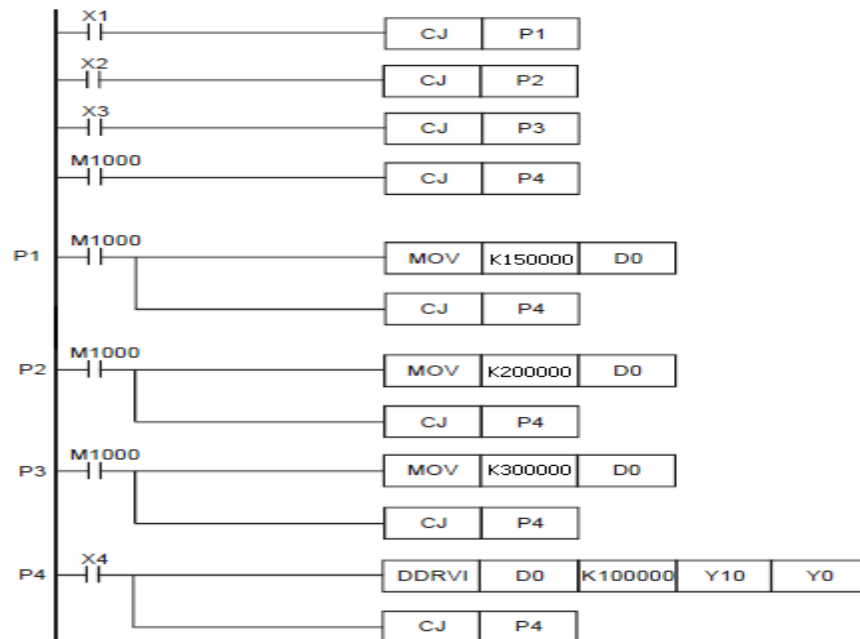 X1
CJ P1
X2
CJ P2
X3
CJ P3
M1000
CJ P4
M1000
P1 MOV K150000 D0
CJ P4
M1000
P2 MOV K200000 D0
CJ P4
M1000
P3 MOV K300000 D0
CJ P4
X4
P4 DDRVI D0 K100000 Y10 Y0
CJ P4